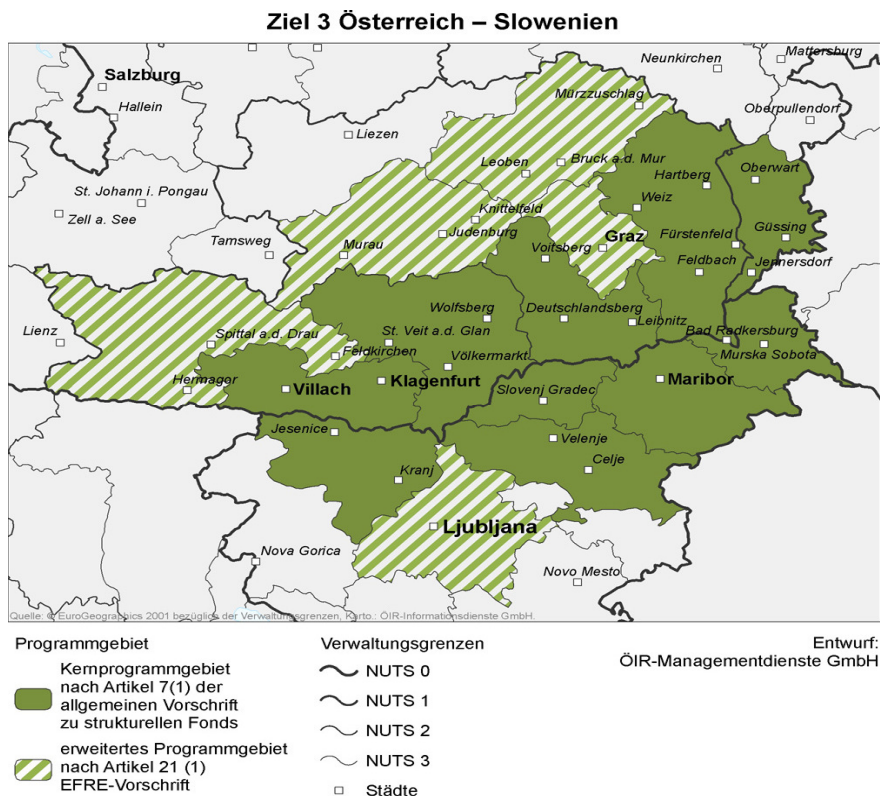 Ziel 3 Österreich – Slowenien
Mattersburg
Neunkirchen
Salzburg
Hallein
Mürzzuschlag
Oberpullendorf
Liezen
Leoben
Bruck a.d. Mur
Hartberg
Oberwart
St. Johann i. Pongau
Zell a. See
Weiz
Knittelfeld
Judenburg
Graz
Fürstenfeld
Güssing
Tamsweg
Murau
Voitsberg
Feldbach
Jennersdorf
Wolfsberg
Deutschlandsberg
Leibnitz
Lienz
Spittal a.d. Drau
St. Veit a.d. Glan
Bad Radkersburg
Feldkirchen
Völkermarkt.
Murska Sobota
Hermagor
Villach
Klagenfurt
Slovenj Gradec
Maribor
Jesenice
Velenje
Kranj
Celje
Ljubljana
Nova Gorica
Novo Mesto
Quelle: © EuroGeographics 2001 bezüglich der Verwaltungsgrenzen, Karto.: ÖIR-Informationsdienste GmbH.
Programmgebiet
Kernprogrammgebiet
nach Artikel 7(1) der
allgemeinen Vorschrift
zu strukturellen Fonds
erweitertes Programmgebiet
nach Artikel 21 (1)
EFRE-Vorschrift
Verwaltungsgrenzen
NUTS 0
NUTS 1
NUTS 2
NUTS 3
Städte
Entwurf:
ÖIR-Managementdienste GmbH